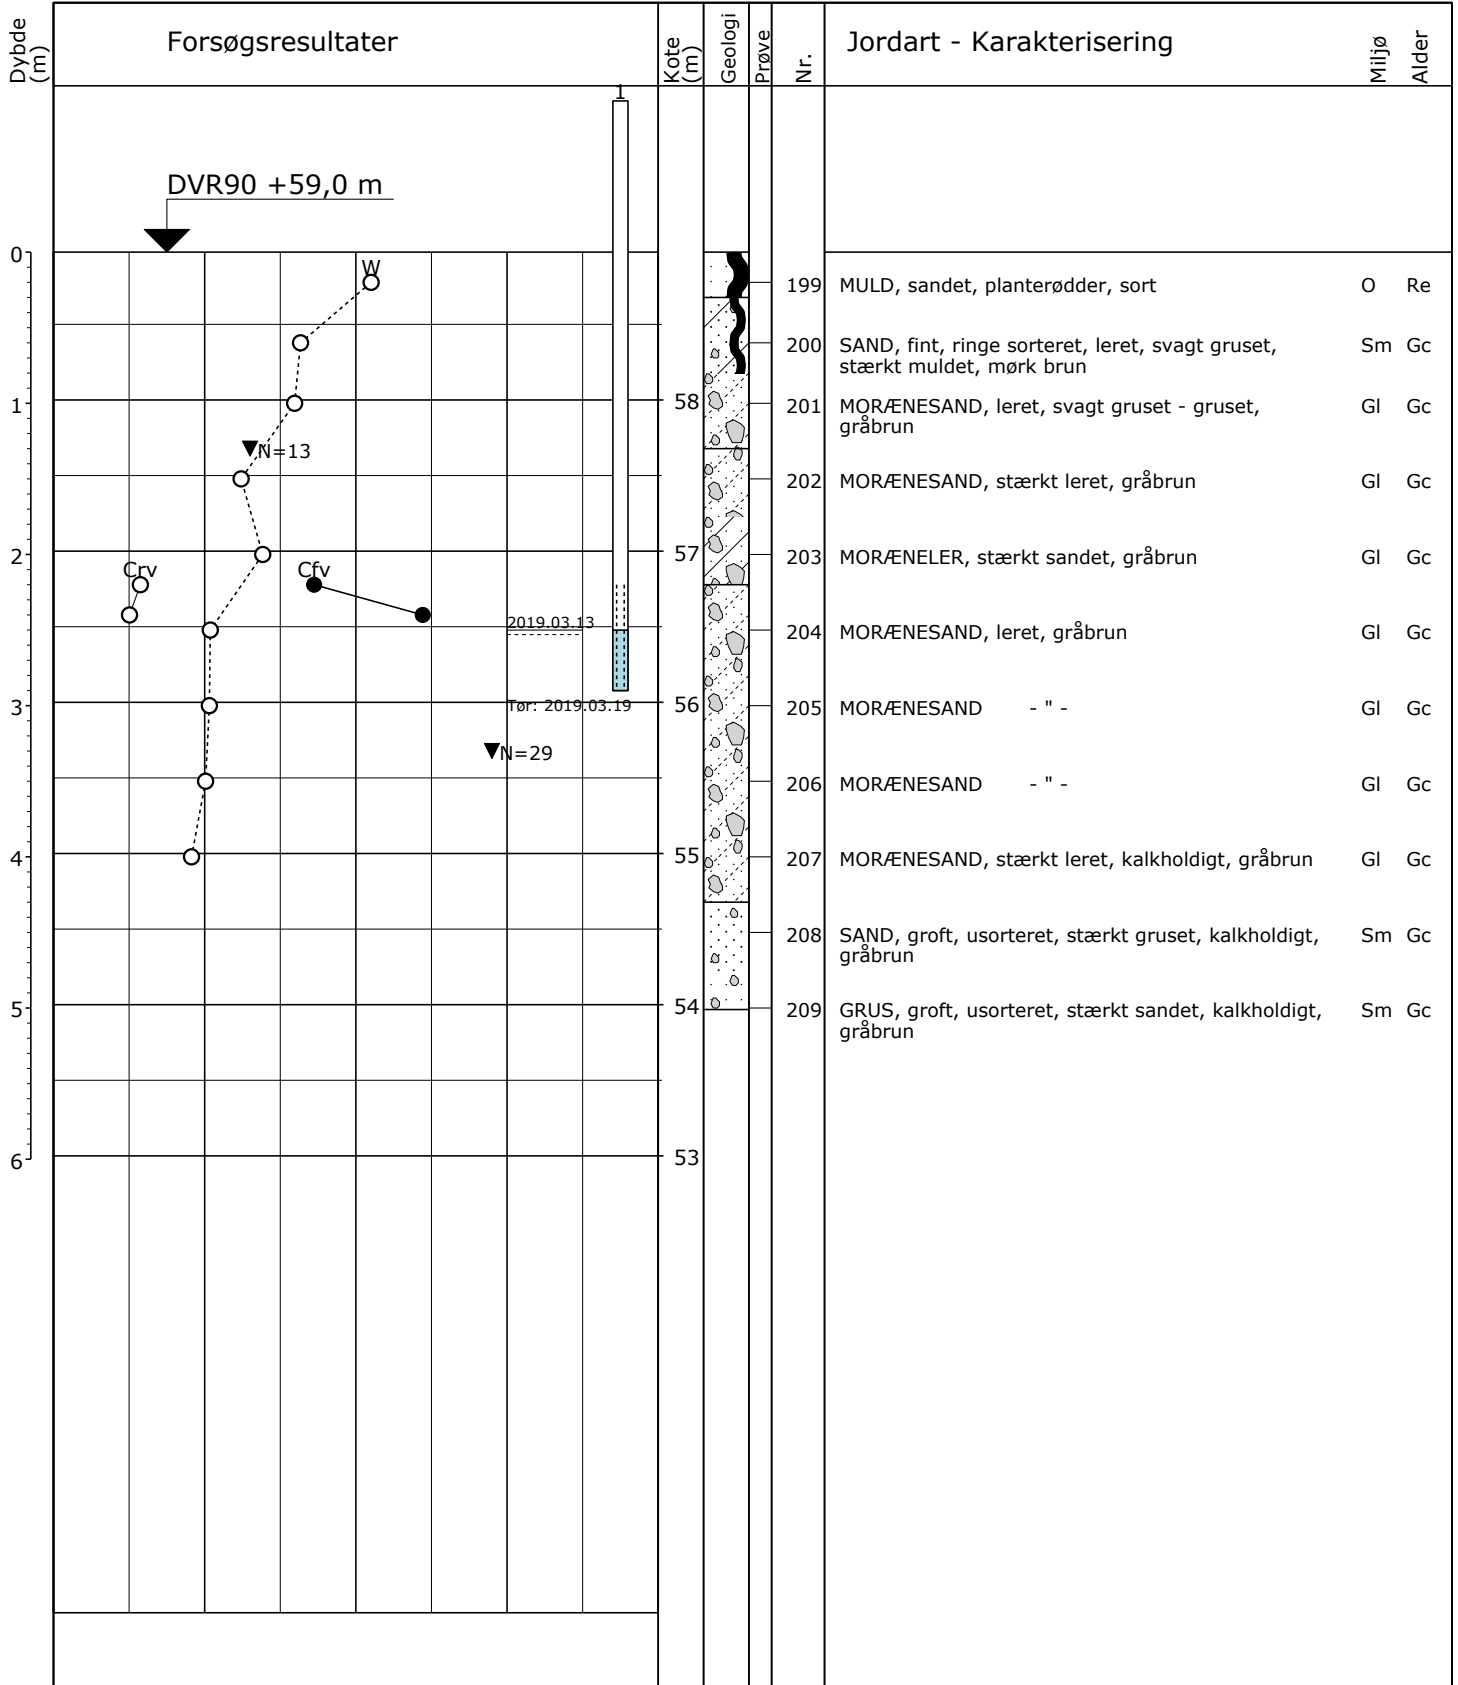 Dybde
(m)
Forsøgsresultater
Kote
(m)
Geologi
Prøve
Nr.
Jordart - Karakterisering
Miljø
Alder
1
DVR90 +59,0 m
0
W
199 MULD, sandet, planterødder, sort O Re
200 SAND, fint, ringe sorteret, leret, svagt gruset, Sm Gc
stærkt muldet, mørk brun
1
58
201 MORÆNESAND, leret, svagt gruset - gruset, Gl Gc
gråbrun
N=13
202 MORÆNESAND, stærkt leret, gråbrun Gl Gc
2
57
203 MORÆNELER, stærkt sandet, gråbrun Gl Gc
Crv
Cfv
2019.03.13
204 MORÆNESAND, leret, gråbrun Gl Gc
3
Tør: 2019.03.19
56
205 MORÆNESAND - " - Gl Gc
N=29
206 MORÆNESAND - " - Gl Gc
4
55
207 MORÆNESAND, stærkt leret, kalkholdigt, gråbrun Gl Gc
208 SAND, groft, usorteret, stærkt gruset, kalkholdigt, Sm Gc
gråbrun
5
54
209 GRUS, groft, usorteret, stærkt sandet, kalkholdigt, Sm Gc
gråbrun
6
53